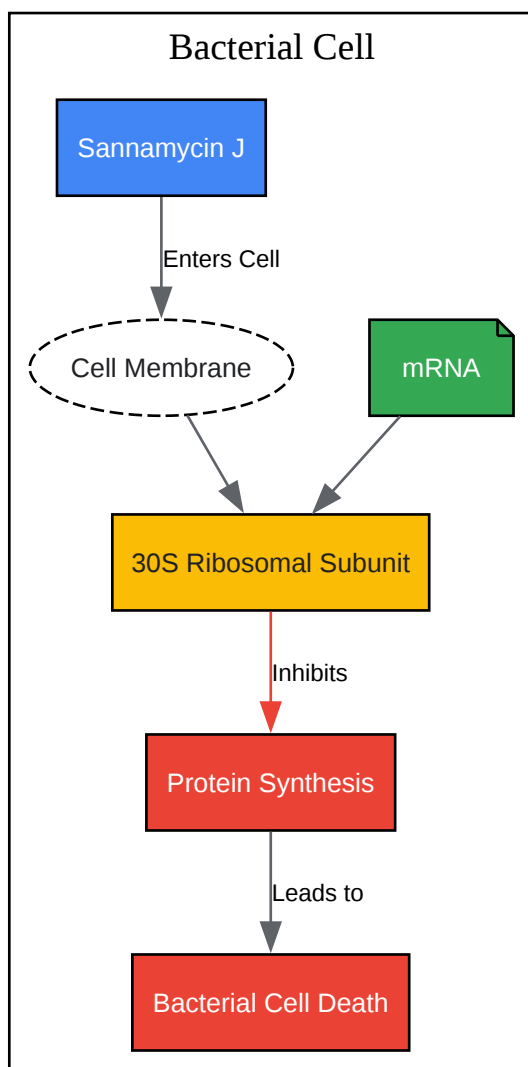 Bacterial Cell
Sannamycin J
Enters Cell
Cell Membrane
mRNA
30S Ribosomal Subunit
Inhibits
Protein Synthesis
Leads to
Bacterial Cell Death